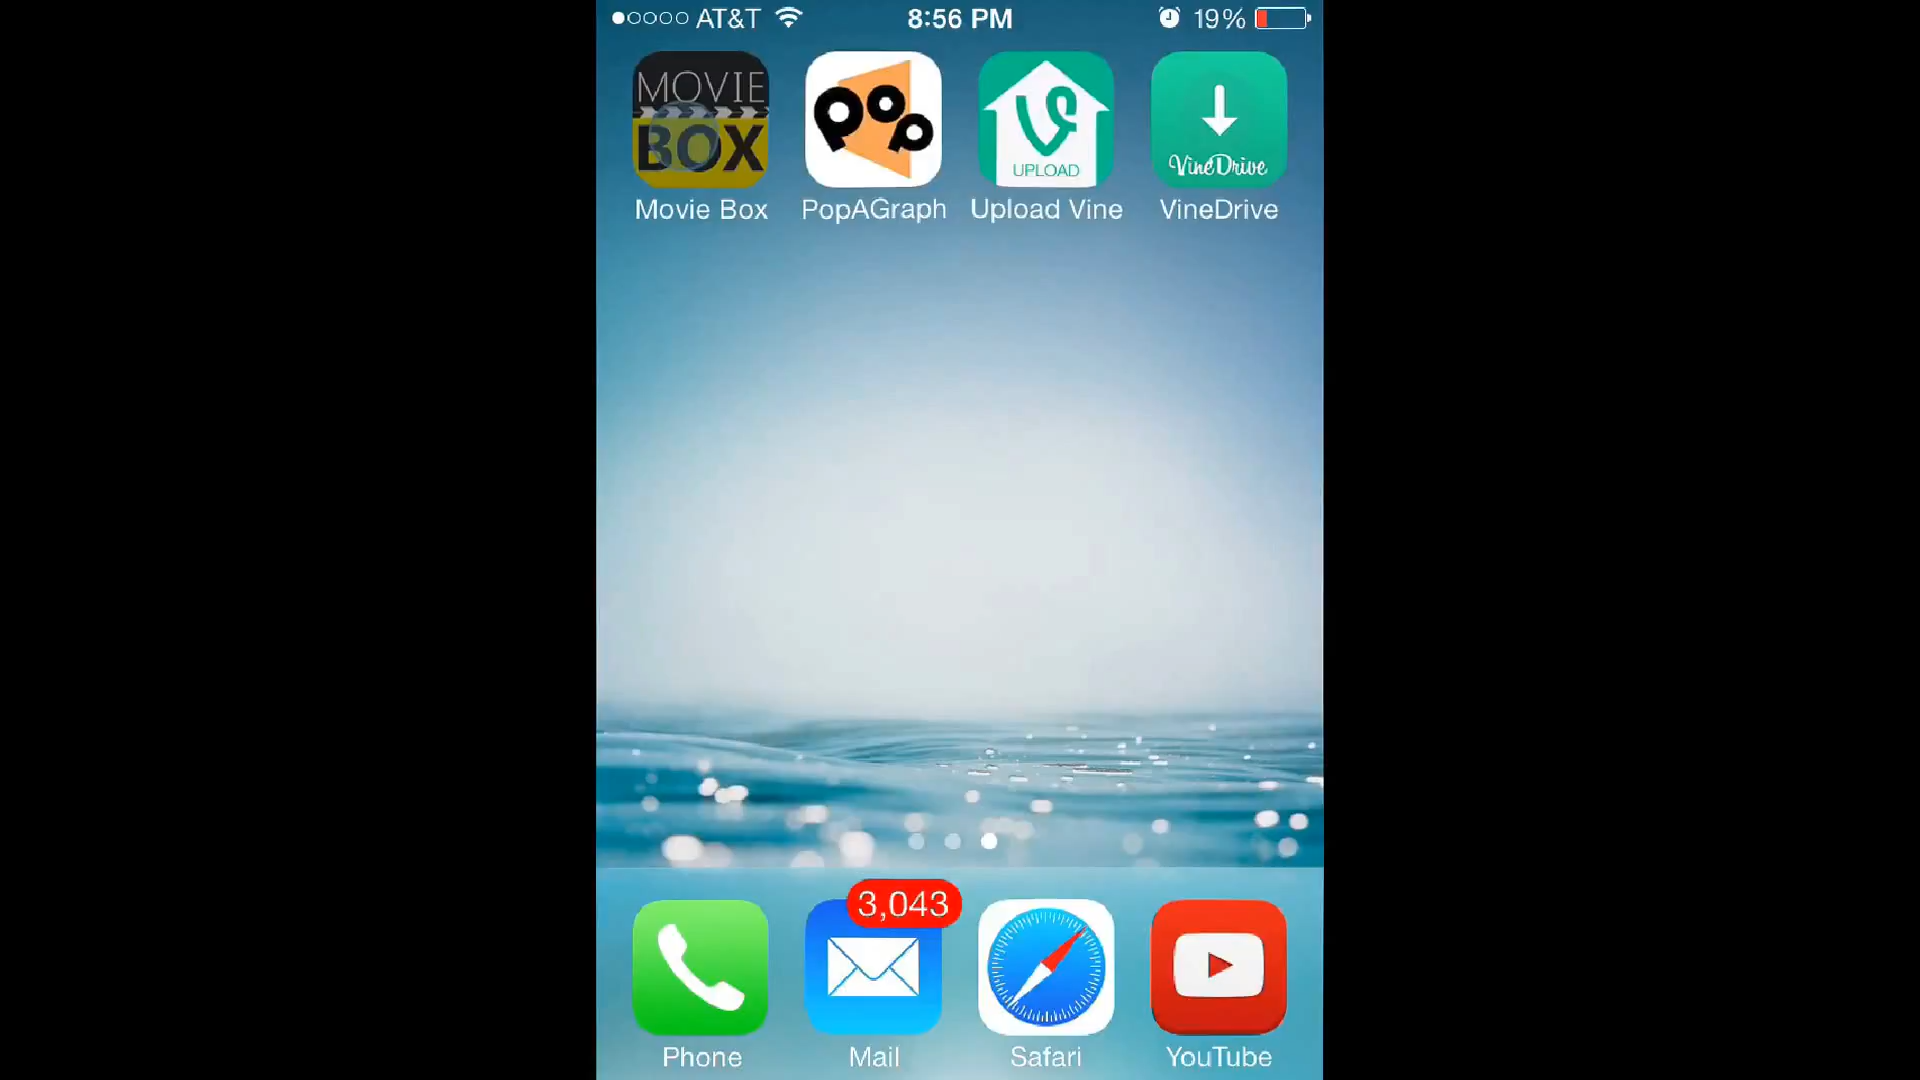 AT&T 8:56 PM 19%
MOVIE
BOX
pop
UPLOAD
VineDrive
Movie Box PopAGraph Upload Vine VineDrive
3,043
Phone Mail Safari YouTube